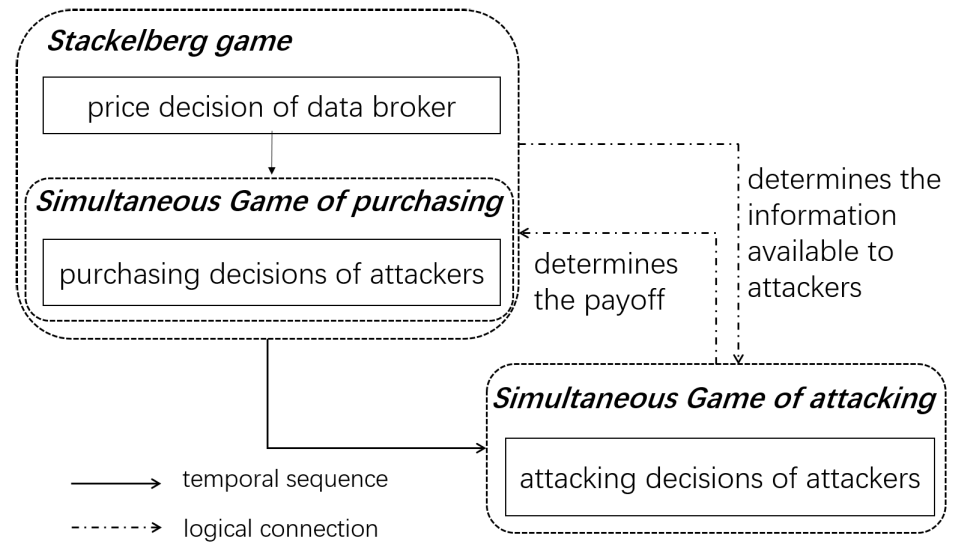 Stackelberg game
price decision of data broker
Simultaneous Game of purchasing
purchasing decisions of attackers
determines the
information
available to
attackers
determines
the payoff
Simultaneous Game of attacking
attacking decisions of attackers
temporal sequence
logical connection